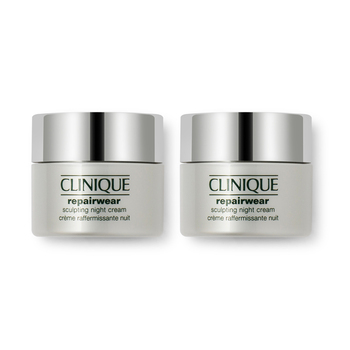 CLINIQUE
repairwear
sculpting night cream
crème raffermissante nuit
CLINIQUE
repairwear
sculpting night cream
crème raffermissante nuit